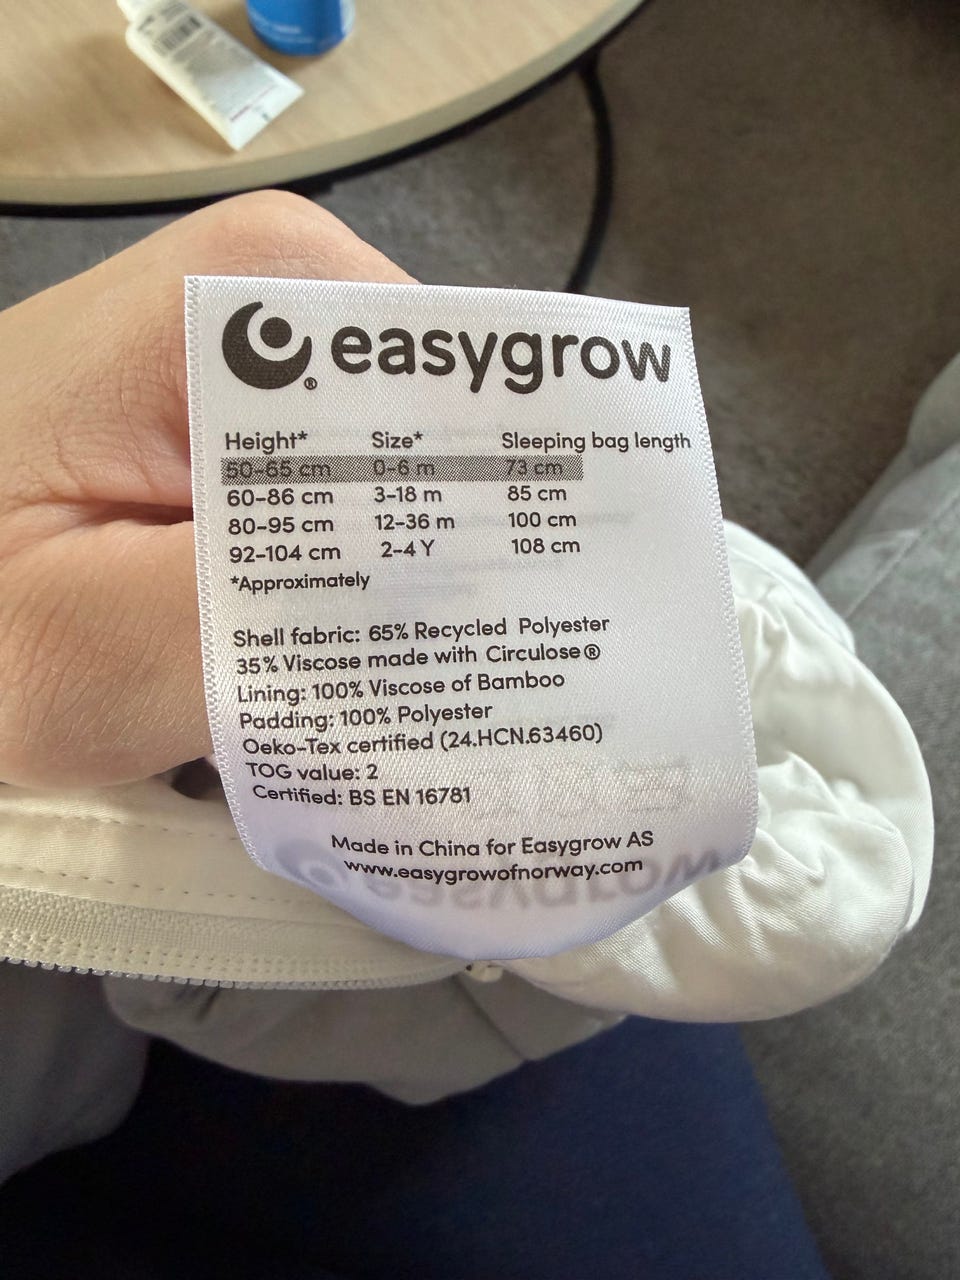 easygrow
®
Height* Size* Sleeping bag length
50-65 cm 0-6 m 73 cm
60-86 cm 3-18 m 85 cm
80-95 cm 12-36 m 100 cm
92-104 cm 2-4 Y 108 cm
*Approximately
Shell fabric: 65% Recycled Polyester
35% Viscose made with Circulose®
Lining: 100% Viscose of Bamboo
Padding: 100% Polyester
Oeko-Tex certified (24.HCN.63460)
TOG value: 2
Certified: BS EN 16781
Made in China for Easygrow AS
www.easygrowofnorway.com